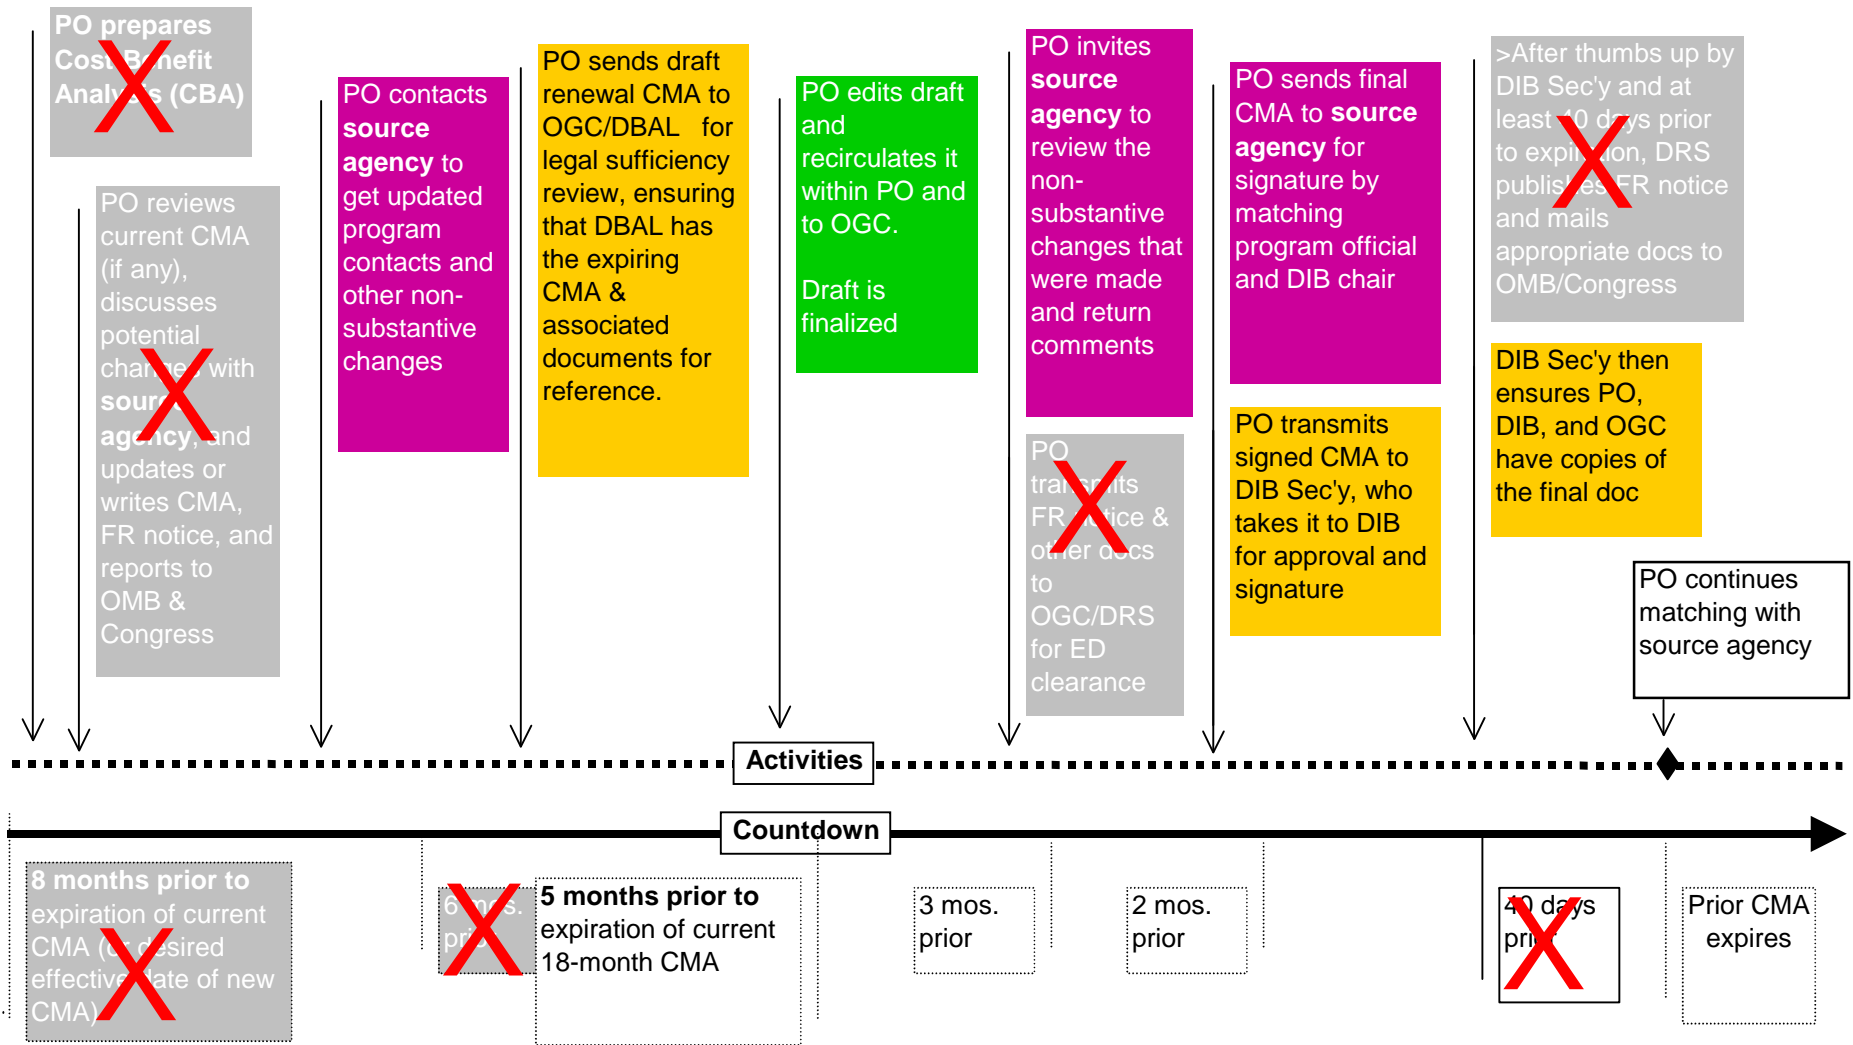 PO prepares
Cost-Benefit
Analysis (CBA)
PO reviews
current CMA
(if any),
discusses
potential
changes with
source
agency, and
updates or
writes CMA,
FR notice, and
reports to
OMB &
Congress
PO contacts
source
agency to
get updated
program
contacts and
other non-
substantive
changes
PO sends draft
renewal CMA to
OGC/DBAL for
legal sufficiency
review, ensuring
that DBAL has
the expiring
CMA &
associated
documents for
reference.
PO edits draft
and
recirculates it
within PO and
to OGC.
Draft is
finalized
PO invites
source
agency to
review the
non-
substantive
changes that
were made
and return
comments
PO
transmits
FR notice &
other docs
to
OGC/DRS
for ED
clearance
PO sends final
CMA to source
agency for
signature by
matching
program official
and DIB chair
PO transmits
signed CMA to
DIB Sec'y, who
takes it to DIB
for approval and
signature
>After thumbs up by
DIB Sec'y and at
least 40 days prior
to expiration, DRS
publishes FR notice
and mails
appropriate docs to
OMB/Congress
DIB Sec'y then
ensures PO,
DIB, and OGC
have copies of
the final doc
PO continues
matching with
source agency
Activities
Countdown
8 months prior to
expiration of current
CMA (or desired
effective date of new
CMA)
6 mos.
prior
5 months prior to
expiration of current
18-month CMA
3 mos.
prior
2 mos.
prior
40 days
prior
Prior CMA
expires